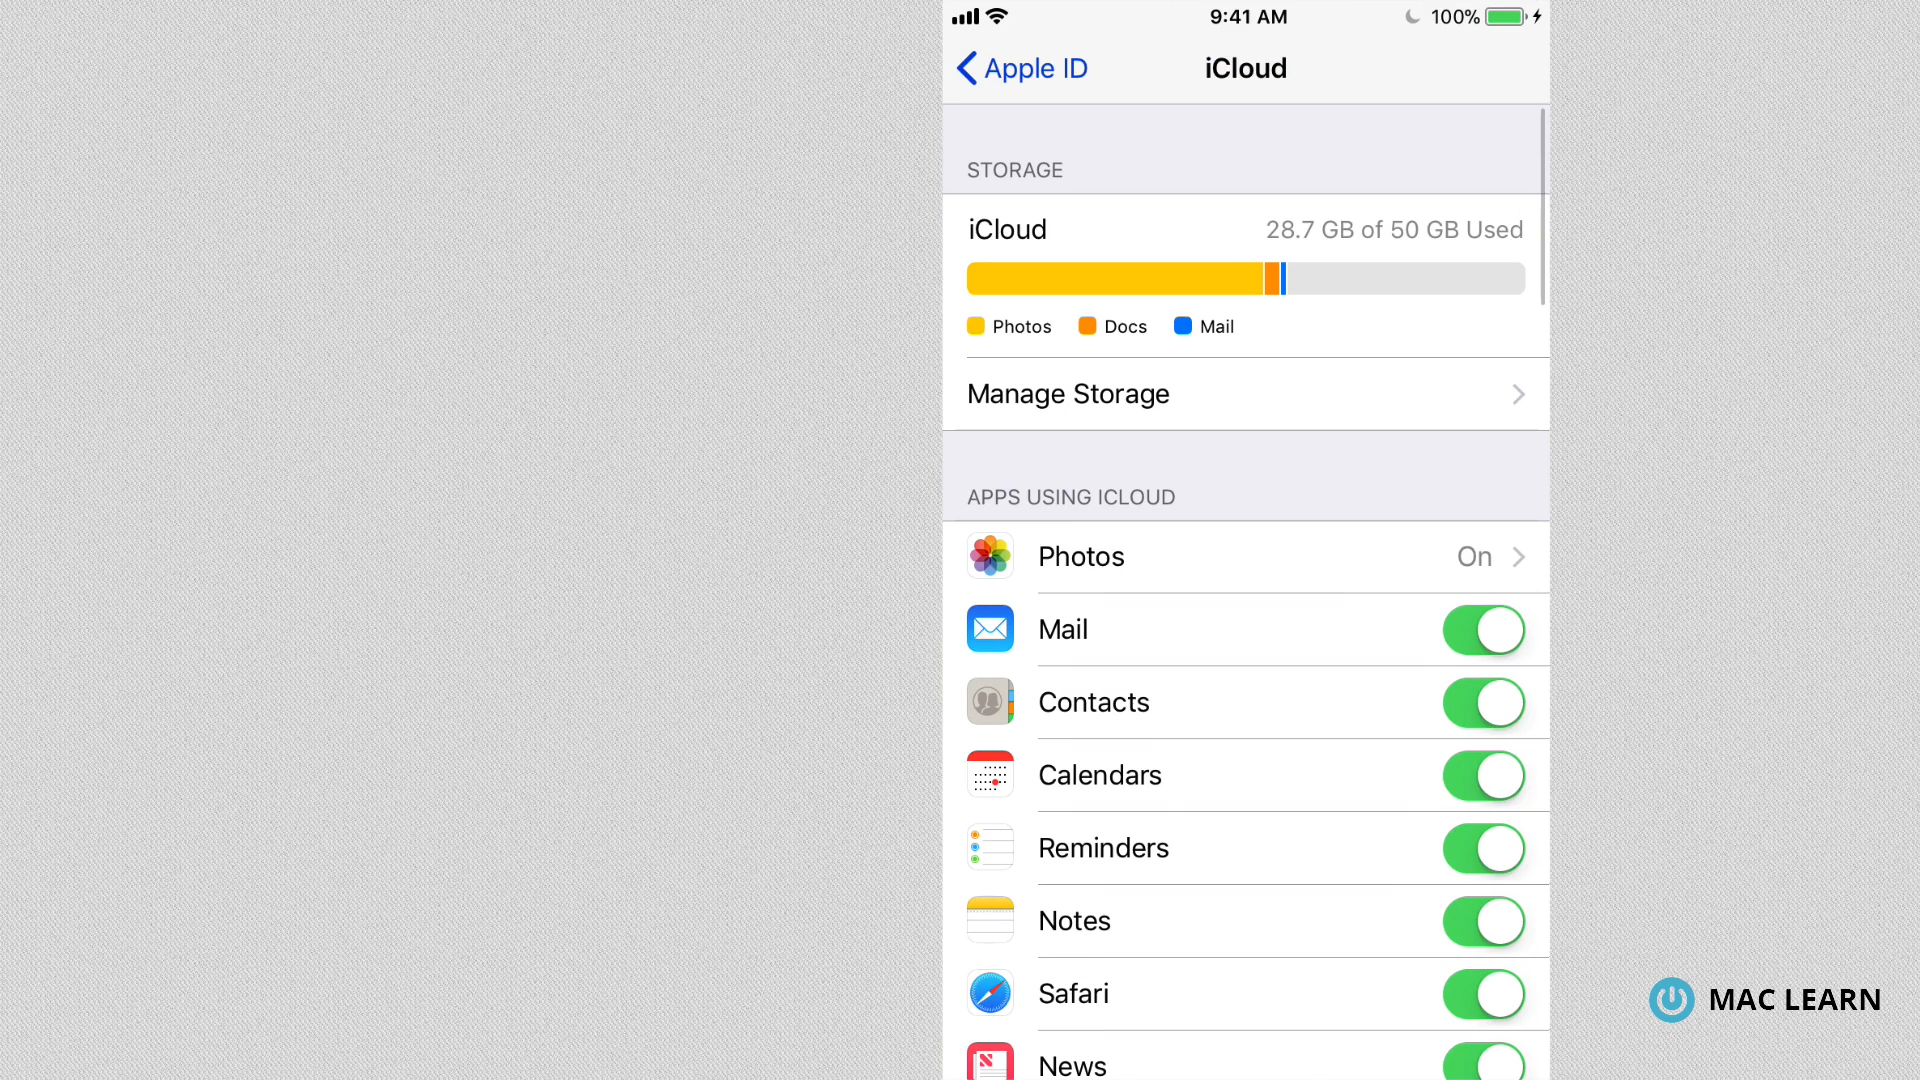 9:41 AM
100%
Apple ID
iCloud
STORAGE
iCloud
28.7 GB of 50 GB Used
Photos
Docs
Mail
Manage Storage
APPS USING ICLOUD
Photos
On
Mail
Contacts
Calendars
Reminders
Notes
Safari
News
MAC LEARN